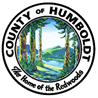 COUNTY OF HUMBOLDT
The Home of the Redwoods